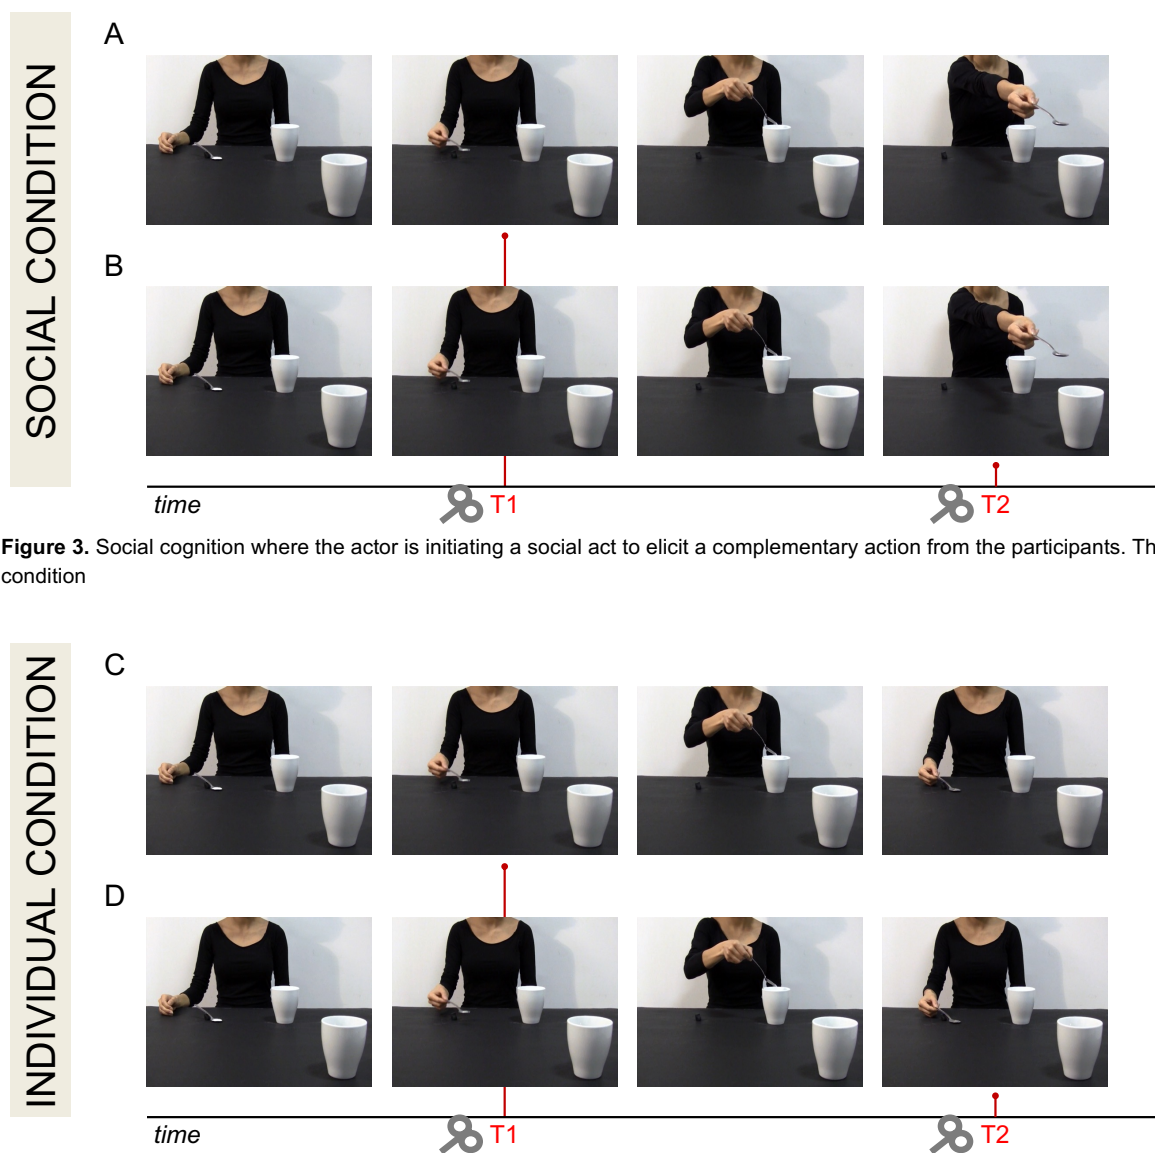 SOCIAL CONDITION
A
B
time T1 T2
Figure 3. Social cognition where the actor is initiating a social act to elicit a complementary action from the participants. Th
condition
INDIVIDUAL CONDITION
C
D
time T1 T2